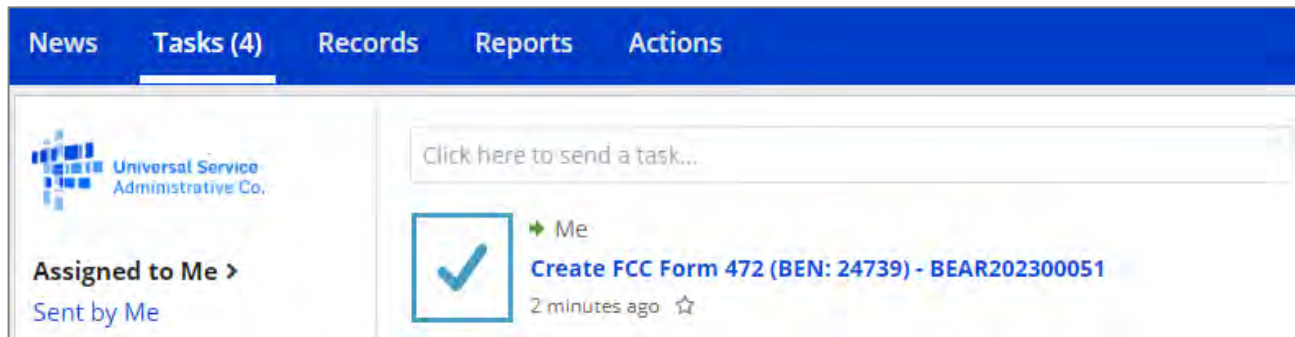 News Tasks (4) Records Reports Actions
Universal Service
Administrative Co.
Click here to send a task...
Me
Create FCC Form 472 (BEN: 24739) - BEAR202300051
2 minutes ago
Assigned to Me >
Sent by Me